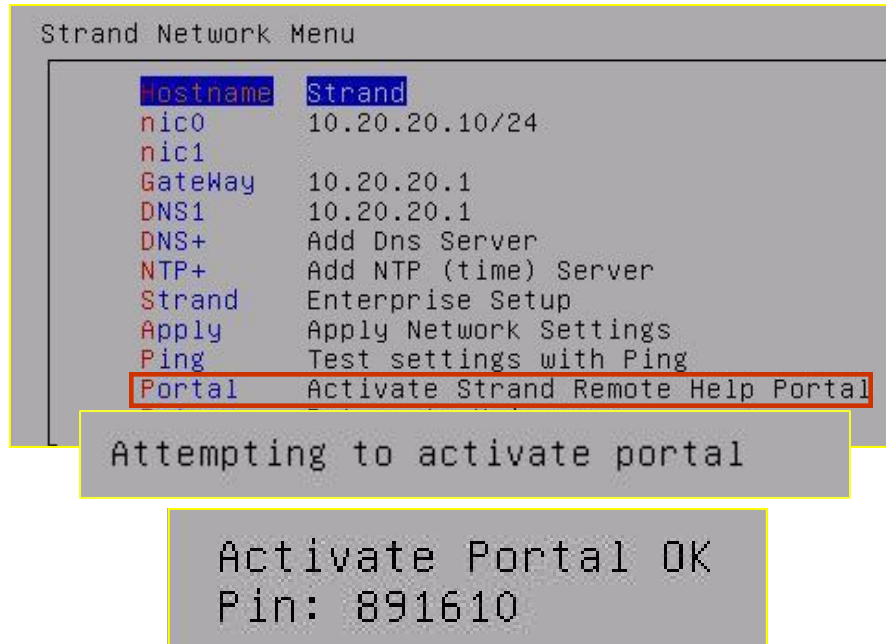 Strand Network Menu
Hostname Strand
nic0 10.20.20.10/24
nic1
GateWay 10.20.20.1
DNS1 10.20.20.1
DNS+ Add Dns Server
NTP+ Add NTP (time) Server
Strand Enterprise Setup
Apply Apply Network Settings
Ping Test settings with Ping
Portal Activate Strand Remote Help Portal
Attempting to activate portal
Activate Portal OK
Pin: 891610